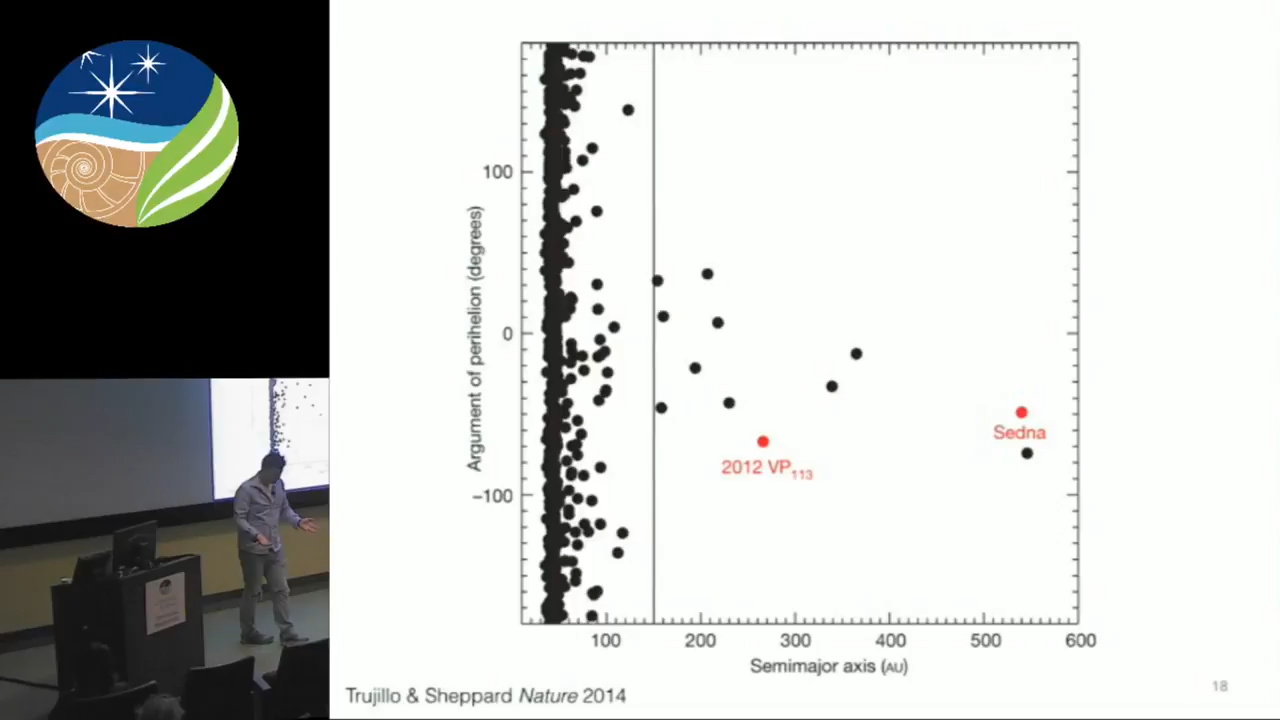 100
0
−100
Argument of perihelion (degrees)
Sedna
2012 VP113
100 200 300 400 500 600
Semimajor axis (AU)
Trujillo & Sheppard Nature 2014
18